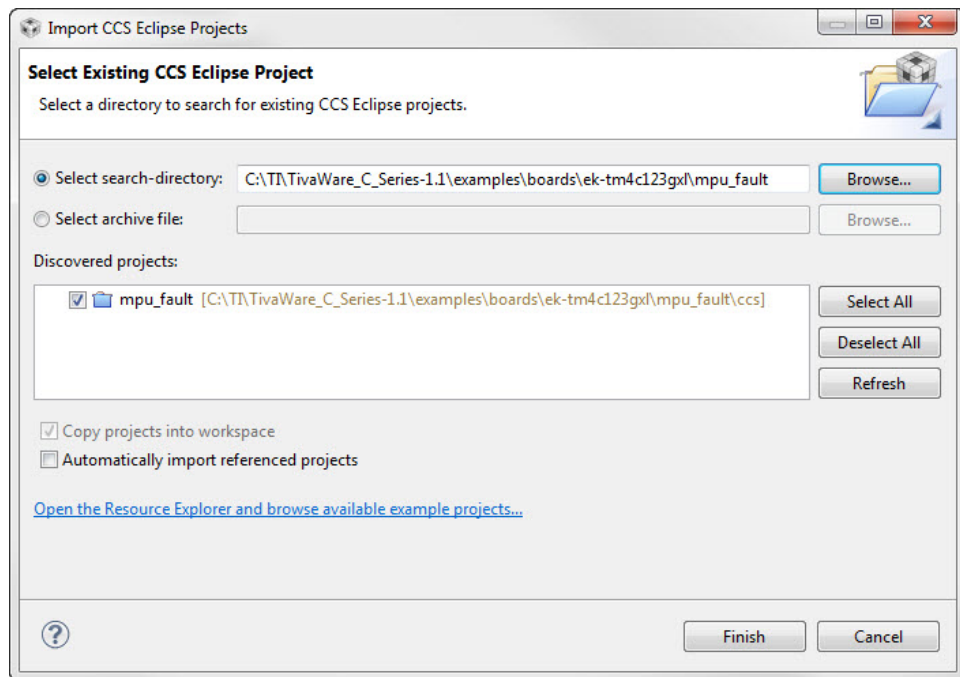 Import CCS Eclipse Projects
Select Existing CCS Eclipse Project
Select a directory to search for existing CCS Eclipse projects.
Select search-directory: C:\TI\TivaWare_C_Series-1.1\examples\boards\ek-tm4c123gxl\mpu_fault Browse...
Select archive file: Browse...
Discovered projects:
mpu_fault [C:\TI\TivaWare_C_Series-1.1\examples\boards\ek-tm4c123gxl\mpu_fault\ccs] Select All
Deselect All
Refresh
Copy projects into workspace
Automatically import referenced projects
Open the Resource Explorer and browse available example projects...
? Finish Cancel